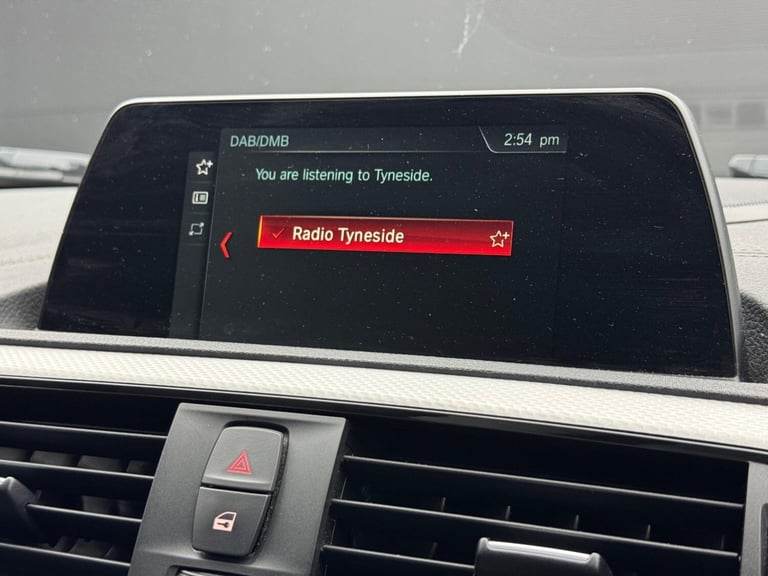 DAB/DMB
2:54 pm
You are listening to Tyneside.
Radio Tyneside